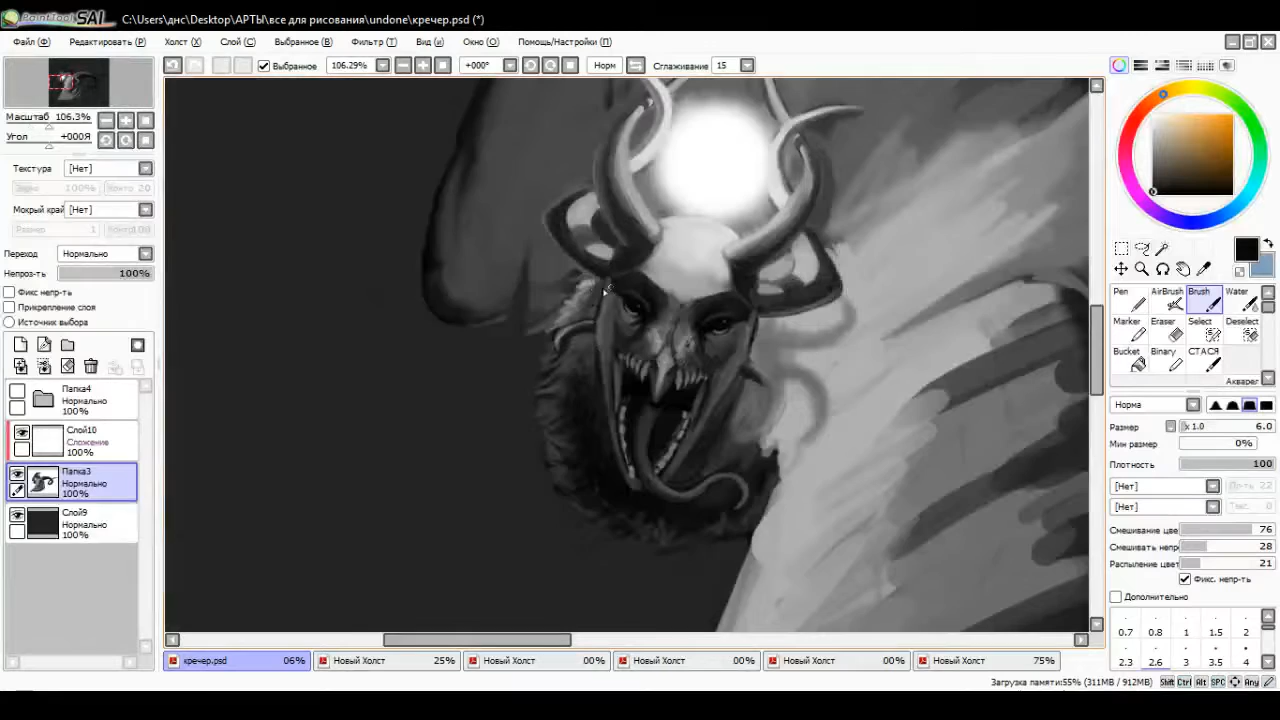 PaintTool SAI C:\Users\днс\Desktop\АРТЫ\все для рисования\undone\кречер.psd (*)
Файл (Ф) Редактировать (Р) Холст (Х) Слой (С) Выбранное (В) Фильтр (Т) Вид (и) Окно (О) Помощь/Настройки (П)
Выбранное 106.29% +000° Норм Сглаживание 15
Масштаб 106.3%
Угол +000Я
Текстура [Нет]
100% 20
Мокрый край [Нет]
Размер 1 100
Переход Нормально
Непроз-ть 100%
Фикс непр-ть
Прикрепление слоя
Источник выбора
Папка4
Нормально
100%
Слой10
Сложение
100%
Папка3
Нормально
100%
Слой9
Нормально
100%
Pen AirBrush Brush Water
Marker Eraser Select Deselect
Bucket Binary СТАСЯ
Акварел
Норма
Размер x 1.0 6.0
Мин размер 0%
Плотность 100
[Нет] 22
[Нет]
Смешивание цве 76
Смешивать непр 28
Распыление цвет 21
Фикс. непр-ть
Дополнительно
0.7 0.8 1 1.5 2
2.3 2.6 3 3.5 4
кречер.psd 06% Новый Холст 25% Новый Холст 00% Новый Холст 00% Новый Холст 00% Новый Холст 75%
Загрузка памяти:55% (311MB / 912MB) Shift Ctrl Alt SPC Any